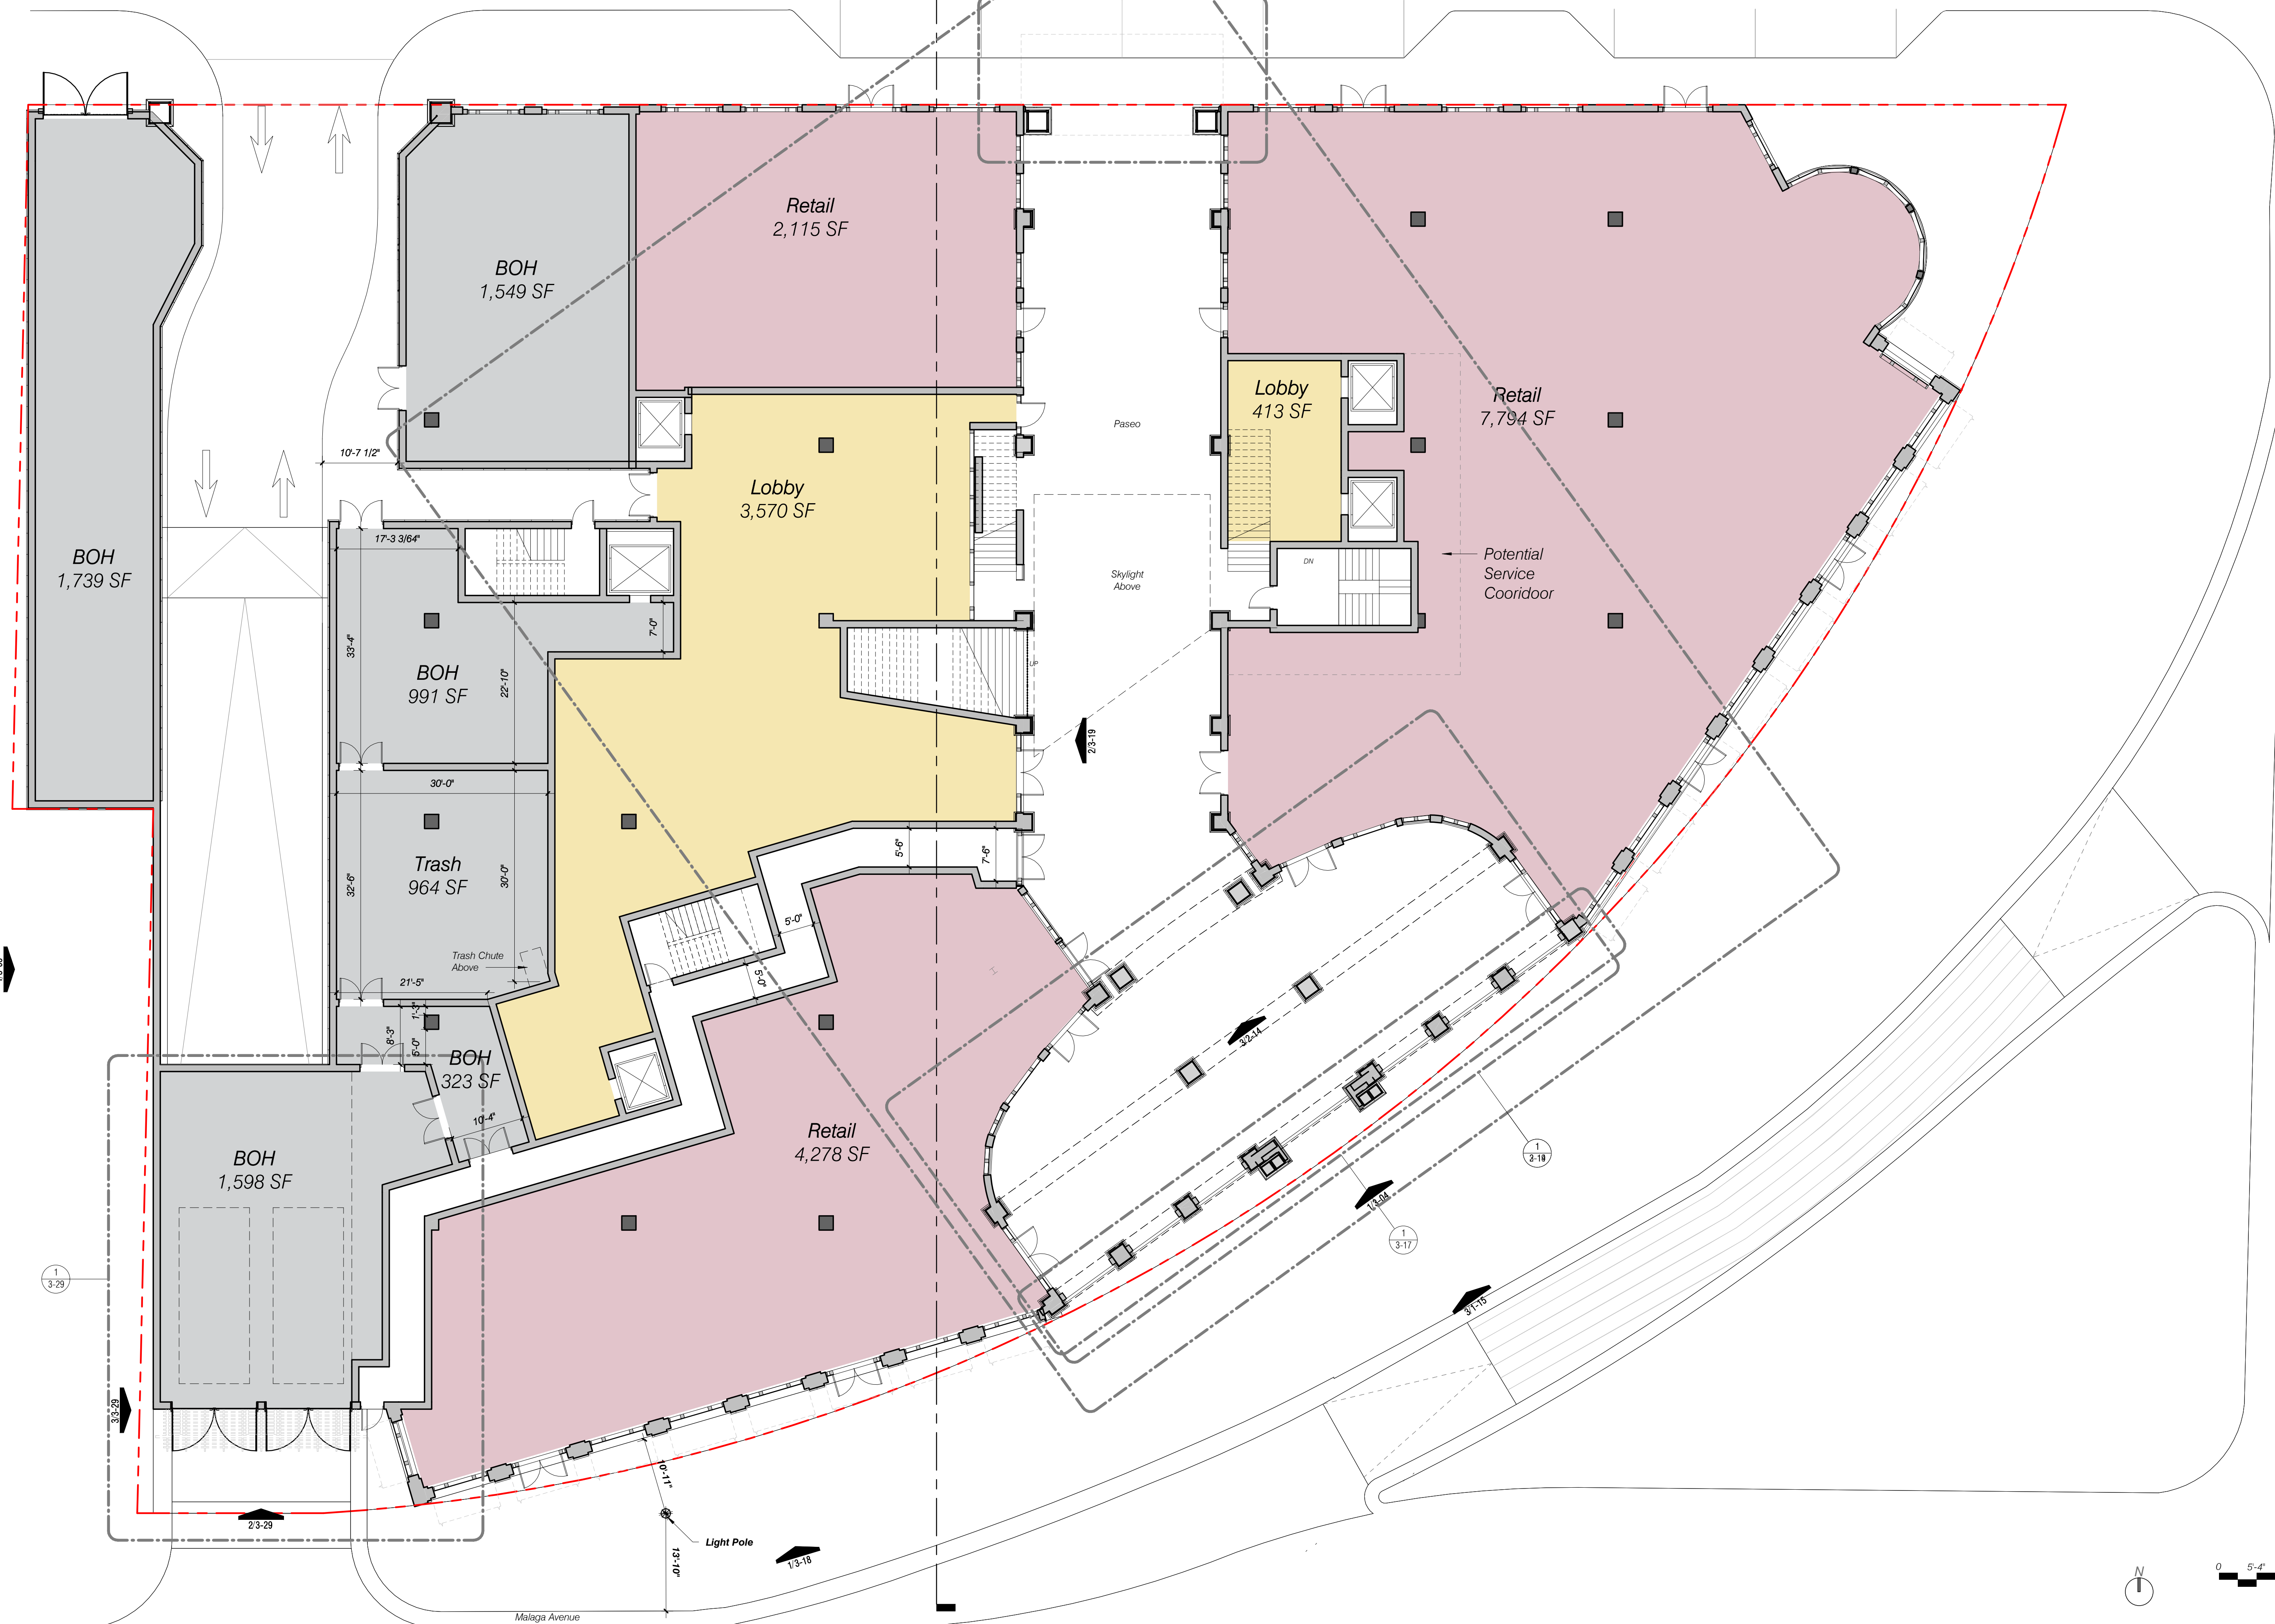 Retail
2,115 SF
BOH
1,549 SF
Lobby
413 SF
Retail
7,794 SF
Paseo
10'-7 1/2"
Lobby
3,570 SF
17'-3 3/64"
BOH
1,739 SF
Skylight
Above
DN
Potential
Service
Cooridoor
33'-4"
7'-0"
BOH
991 SF
22'-10"
UP
2/3-19
30'-0"
Trash
964 SF
32'-6"
30'-0"
5'-6"
7'-6"
5'-0"
Trash Chute
Above
21'-5"
5'-0"
8'-3"
1'-3"
6'-0"
BOH
323 SF
10'-4"
3/2-14
Retail
4,278 SF
BOH
1,598 SF
1
1
3-17
1/3-04
1
3-29
3/1-15
3/3-29
2/3-29
10'-11"
Light Pole
13'-10"
1/3-18
Malaga Avenue
N
0
5'-4"